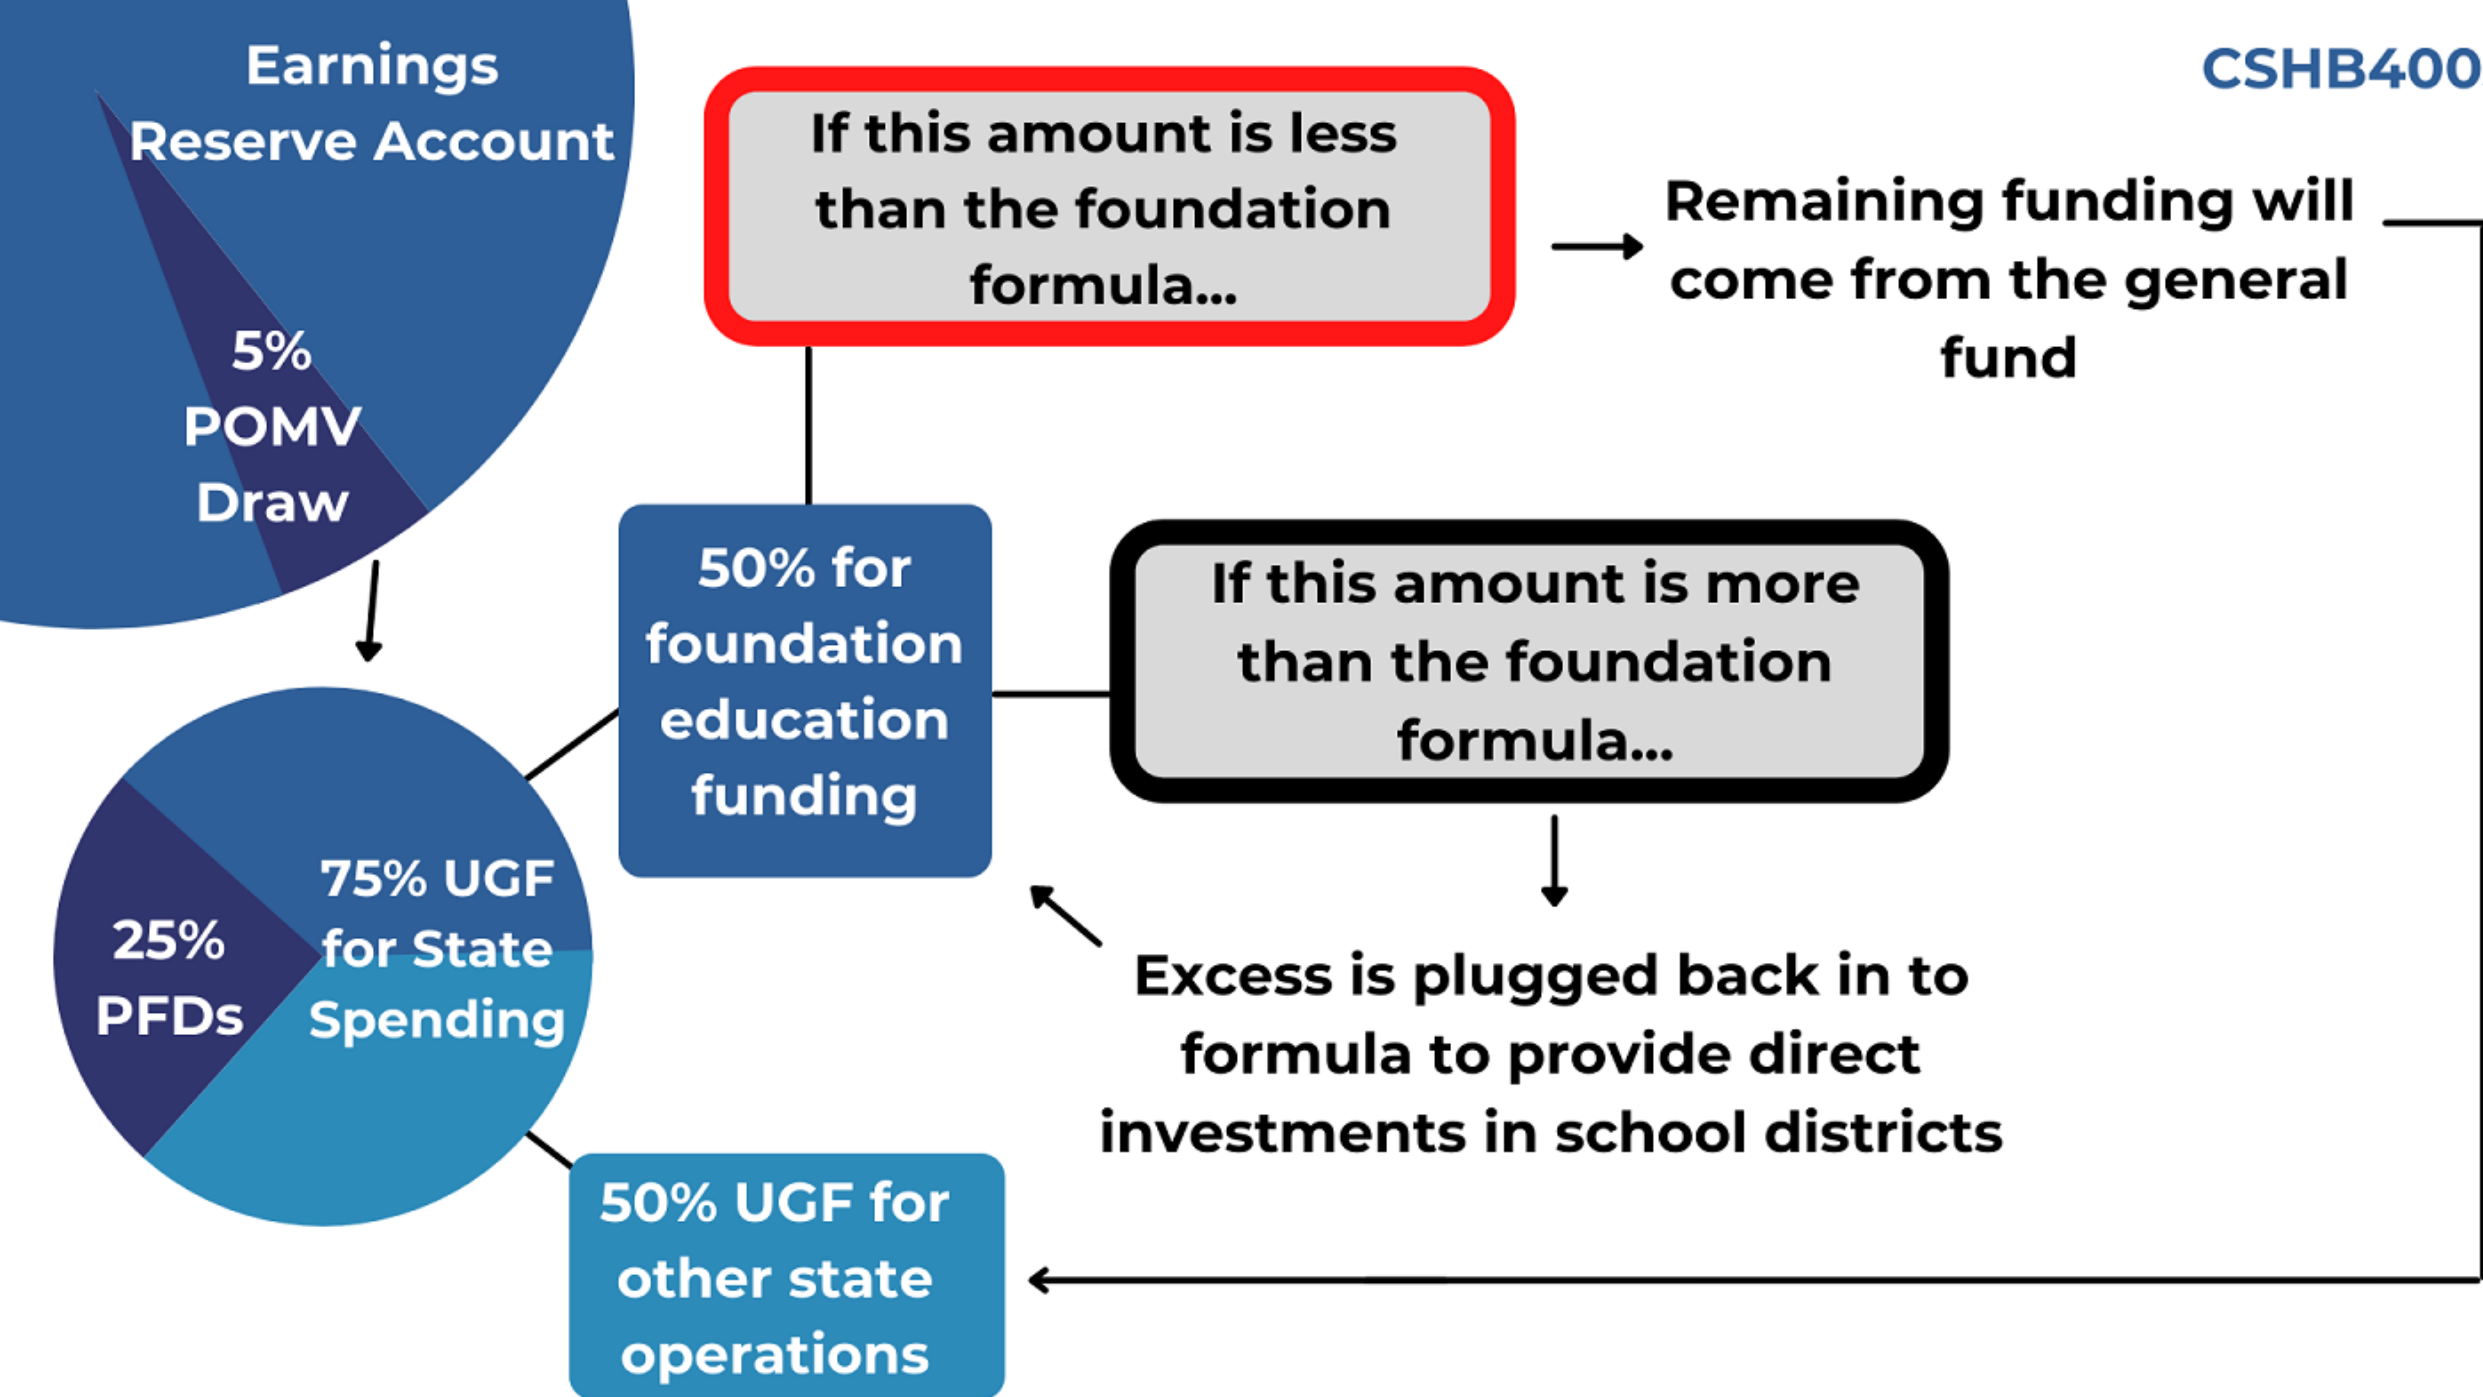 Earnings
Reserve Account
5%
POMV
Draw
If this amount is less
than the foundation
formula...
CSHB400
Remaining funding will
come from the general
fund
50% for
foundation
education
funding
If this amount is more
than the foundation
formula...
75% UGF
for State
Spending
25%
PFDs
Excess is plugged back in to
formula to provide direct
investments in school districts
50% UGF for
other state
operations